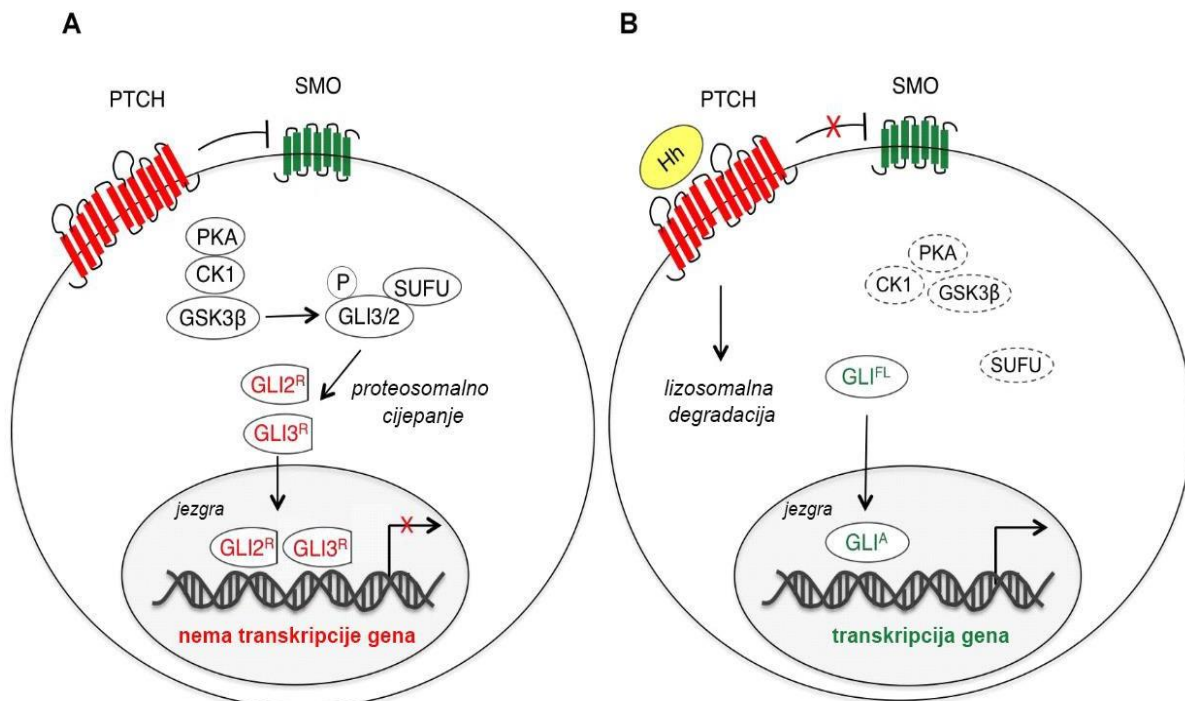 A
PTCH
SMO
PKA
CK1
GSK3β
P
SUFU
GLI3/2
GLI2ᴿ
GLI3ᴿ
proteosomalno
cijepanje
jezgra
GLI2ᴿ
GLI3ᴿ
X
nema transkripcije gena
B
PTCH
SMO
X
Hh
PKA
CK1
GSK3β
SUFU
lizosomalna
degradacija
GLIᶠᴸ
jezgra
GLIᴬ
transkripcija gena